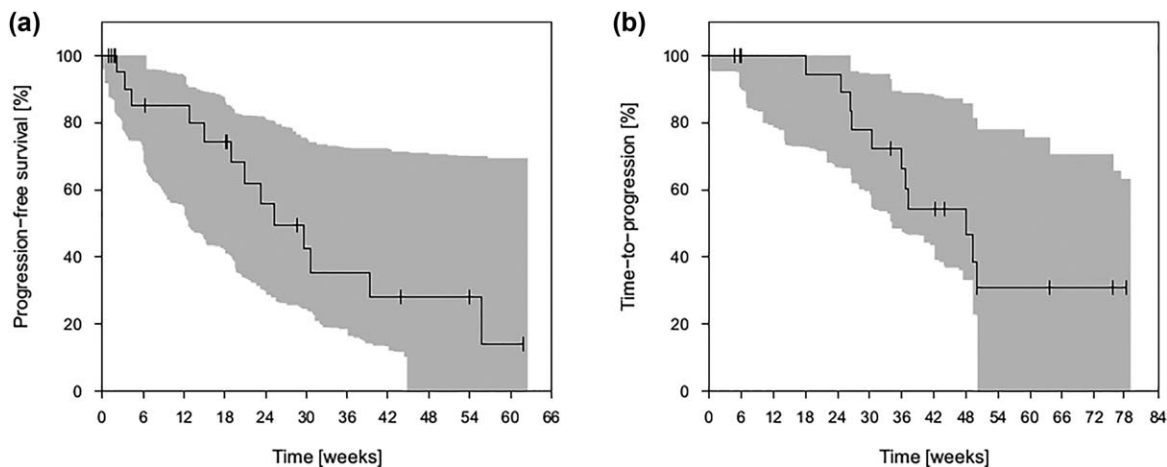 (a)
Progression-free survival [%]
100
80
60
40
20
0
0 6 12 18 24 30 36 42 48 54 60 66
Time [weeks]
(b)
Time-to-progression [%]
100
80
60
40
20
0
0 6 12 18 24 30 36 42 48 54 60 66 72 78 84
Time [weeks]